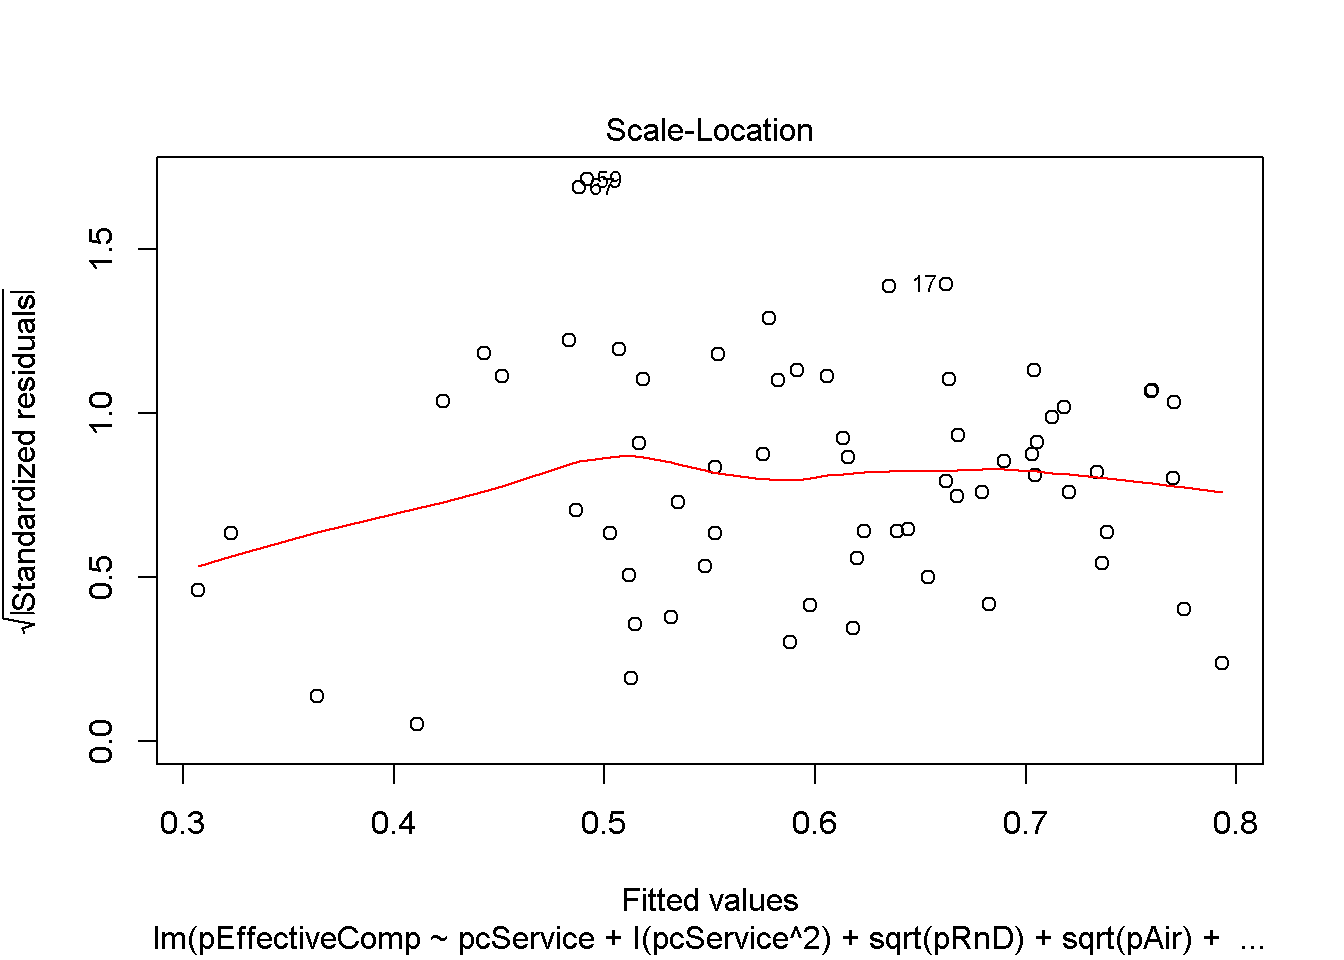 Scale-Location
√|Standardized residuals|
1.5
1.0
0.5
0.0
59
67
17
0.3 0.4 0.5 0.6 0.7 0.8
Fitted values
lm(pEffectiveComp ~ pcService + I(pcService^2) + sqrt(pRnD) + sqrt(pAir) + ...